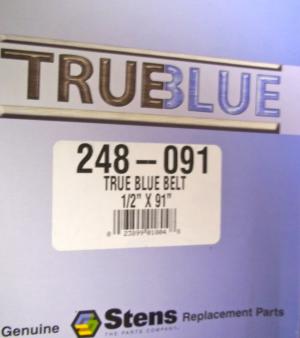 TRUEBLUE
248-091
TRUE BLUE BELT
1/2" X 91"
Genuine Stens Replacement Parts
THE PARTS COMPANY